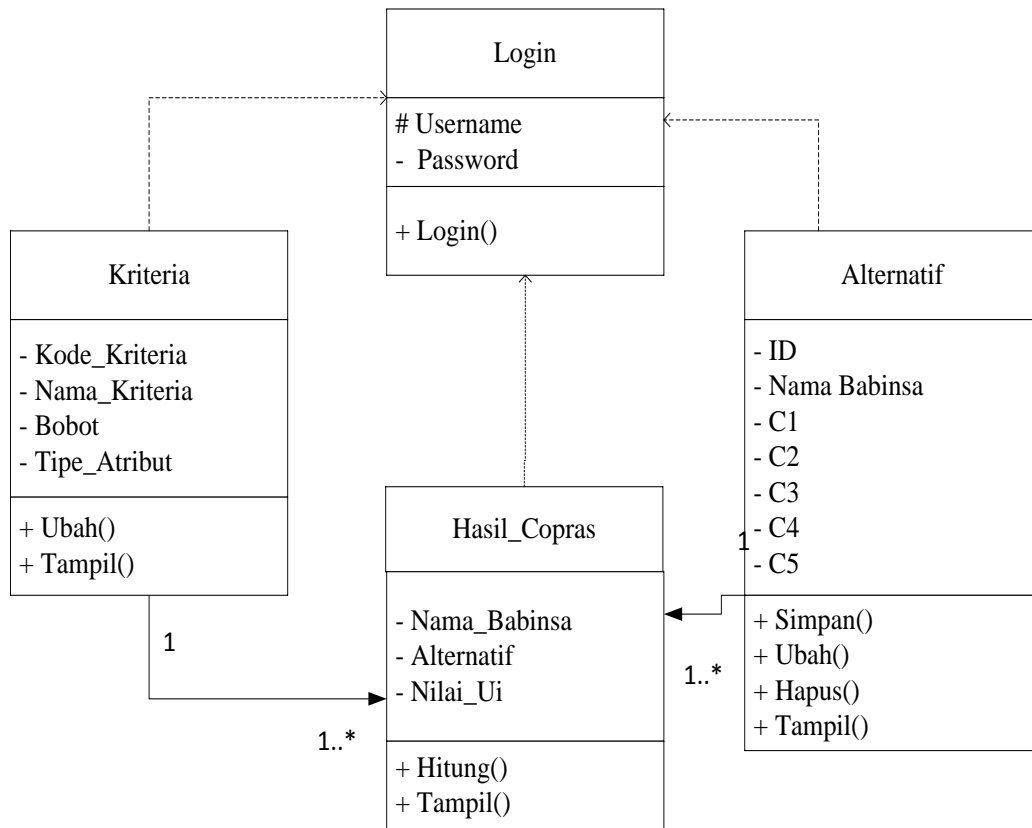 Login
# Username
- Password
+ Login()
Kriteria
- Kode_Kriteria
- Nama_Kriteria
- Bobot
- Tipe_Atribut
+ Ubah()
+ Tampil()
Alternatif
- ID
- Nama Babinsa
- C1
- C2
- C3
- C4
- C5
+ Simpan()
+ Ubah()
+ Hapus()
+ Tampil()
Hasil_Copras
- Nama_Babinsa
- Alternatif
- Nilai_Ui
+ Hitung()
+ Tampil()
1
1..*
1
1..*